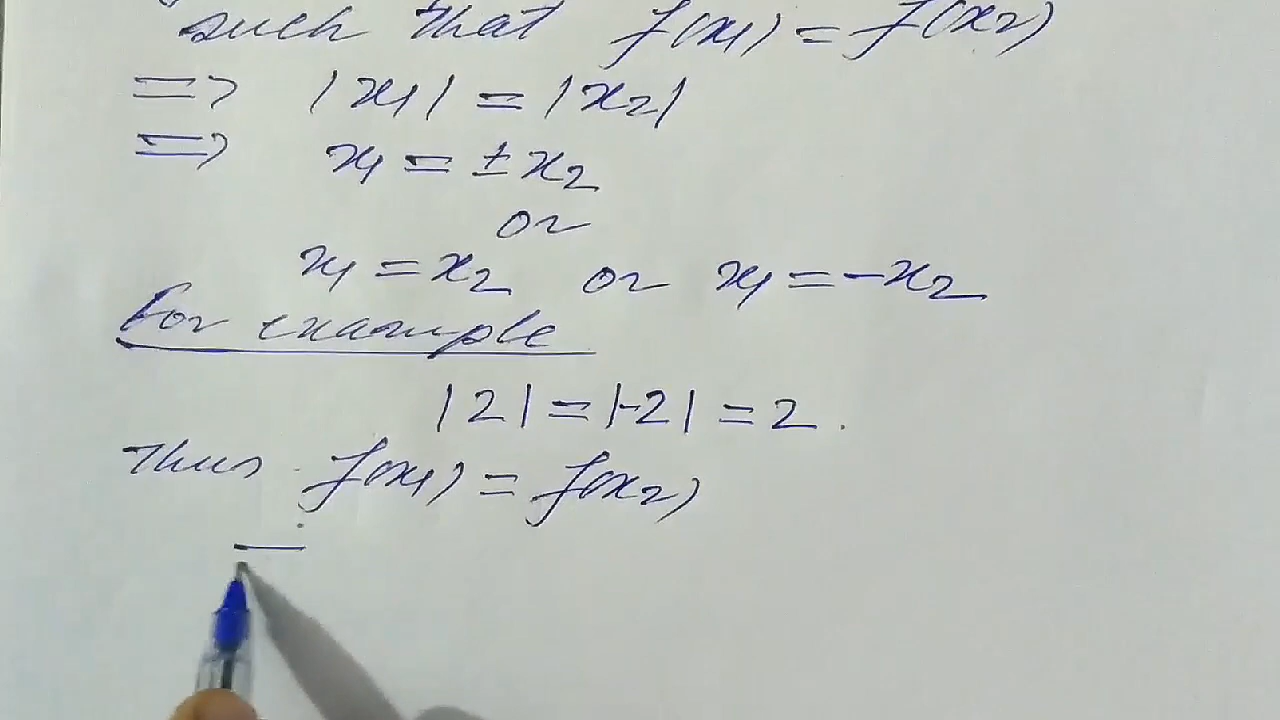 such that f(x1) = f(x2)
=> |x1| = |x2|
=> x1 = ±x2
or
x1 = x2 or x1 = -x2
For example
|2| = |-2| = 2.
Thus f(x1) = f(x2)